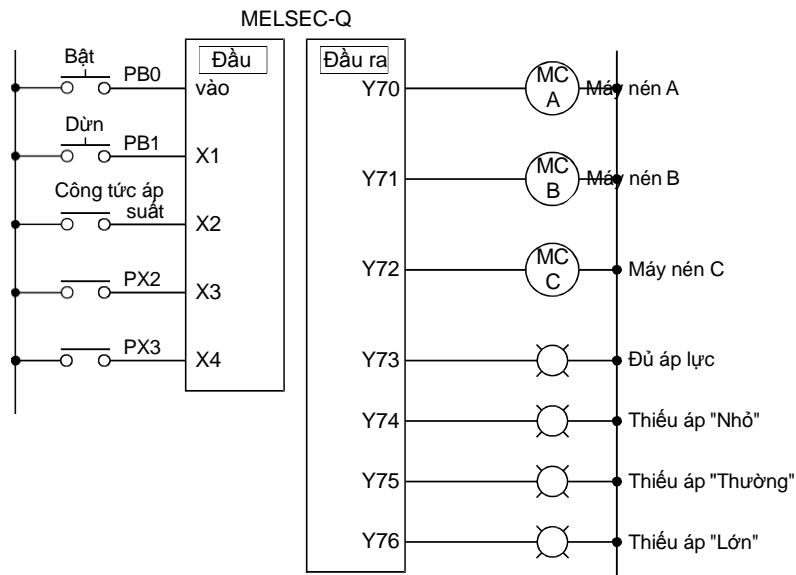 MELSEC-Q
Bật
PB0
Đầu
vào
Dừn
PB1
X1
Công tức áp
suất
X2
PX2
X3
PX3
X4
Đầu ra
Y70
MC
A
Máy nén A
Y71
MC
B
Máy nén B
Y72
MC
C
Máy nén C
Y73
Đủ áp lực
Y74
Thiếu áp "Nhỏ"
Y75
Thiếu áp "Thường"
Y76
Thiếu áp "Lớn"